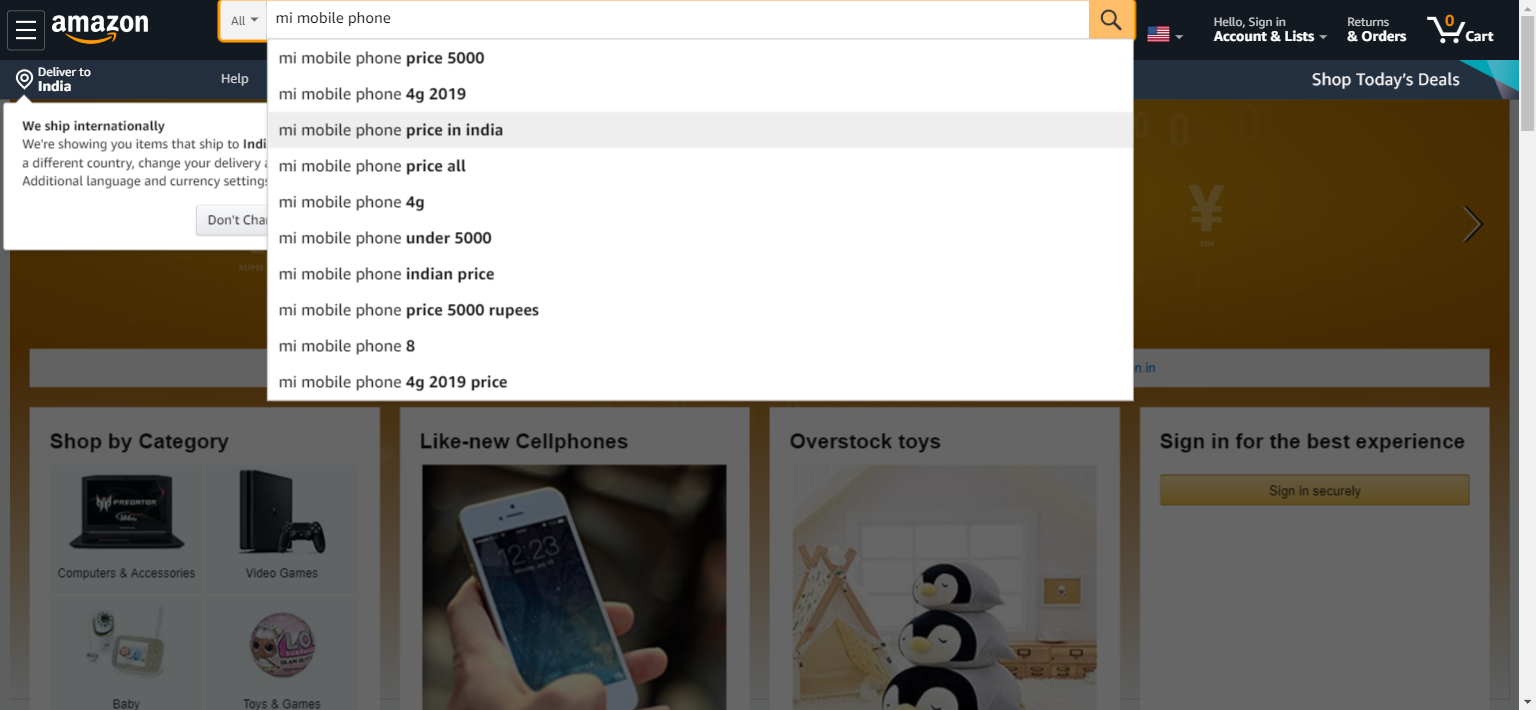 amazon
All
mi mobile phone
Hello, Sign in
Account & Lists
Returns
& Orders
0
Cart
Deliver to
India
Help
Shop Today's Deals
mi mobile phone price 5000
mi mobile phone 4g 2019
mi mobile phone price in india
mi mobile phone price all
mi mobile phone 4g
mi mobile phone under 5000
mi mobile phone indian price
mi mobile phone price 5000 rupees
mi mobile phone 8
mi mobile phone 4g 2019 price
We ship internationally
We're showing you items that ship to Indi
a different country, change your delivery a
Additional language and currency settings
Don't Cha
¥
YEN
n.in
Shop by Category
PREDATOR
Computers & Accessories
Video Games
Baby
Toys & Games
Like-new Cellphones
12:23
Overstock toys
Sign in for the best experience
Sign in securely